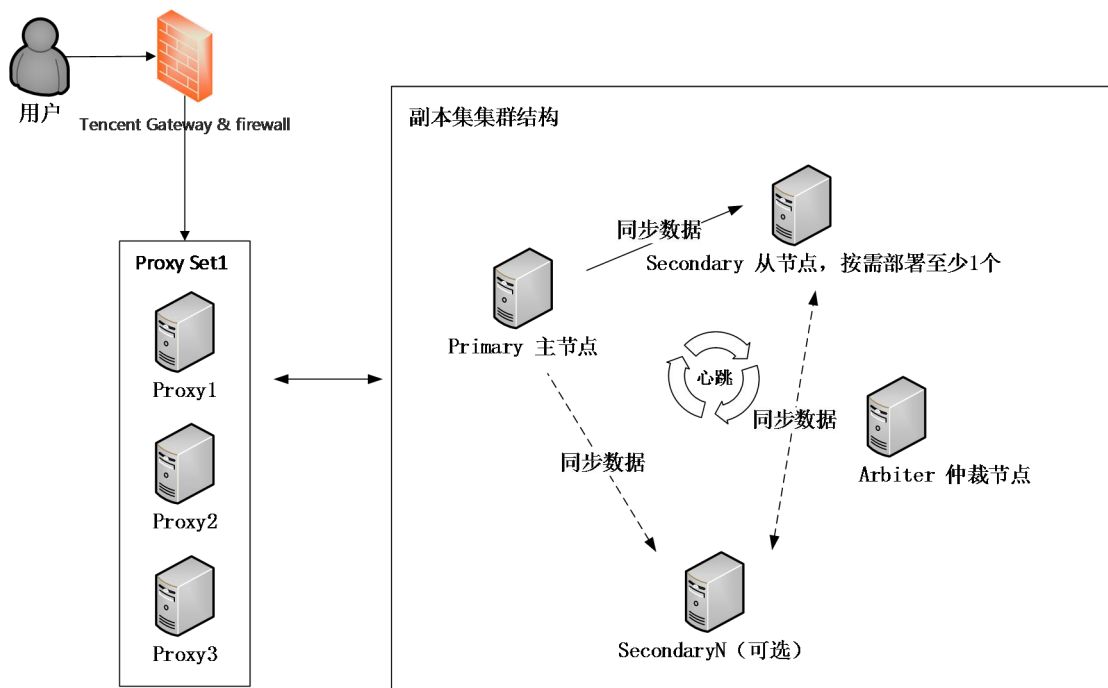 用户
Tencent Gateway & firewall
Proxy Set1
Proxy1
Proxy2
Proxy3
副本集集群结构
同步数据
Secondary 从节点，按需部署至少1个
Primary 主节点
心跳
同步数据
同步数据
Arbiter 仲裁节点
SecondaryN（可选）